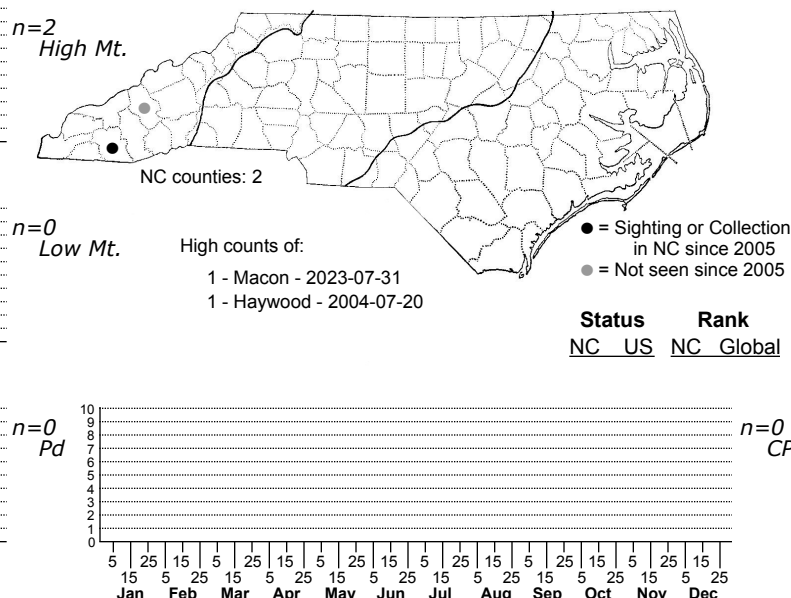 n=2
High Mt.
NC counties: 2
n=0
Low Mt.
High counts of:
1 - Macon - 2023-07-31
1 - Haywood - 2004-07-20
● = Sighting or Collection
in NC since 2005
● = Not seen since 2005
Status Rank
NC US NC Global
n=0
Pd
10
9
8
7
6
5
4
3
2
1
0
n=0
CP
5 25 15 5 25 15 5 25 15 5 25 15 5 25 15 5 25 15
15 5 25 15 5 25 15 5 25 15 5 25 15 5 25 15 5 25
Jan Feb Mar Apr May Jun Jul Aug Sep Oct Nov Dec